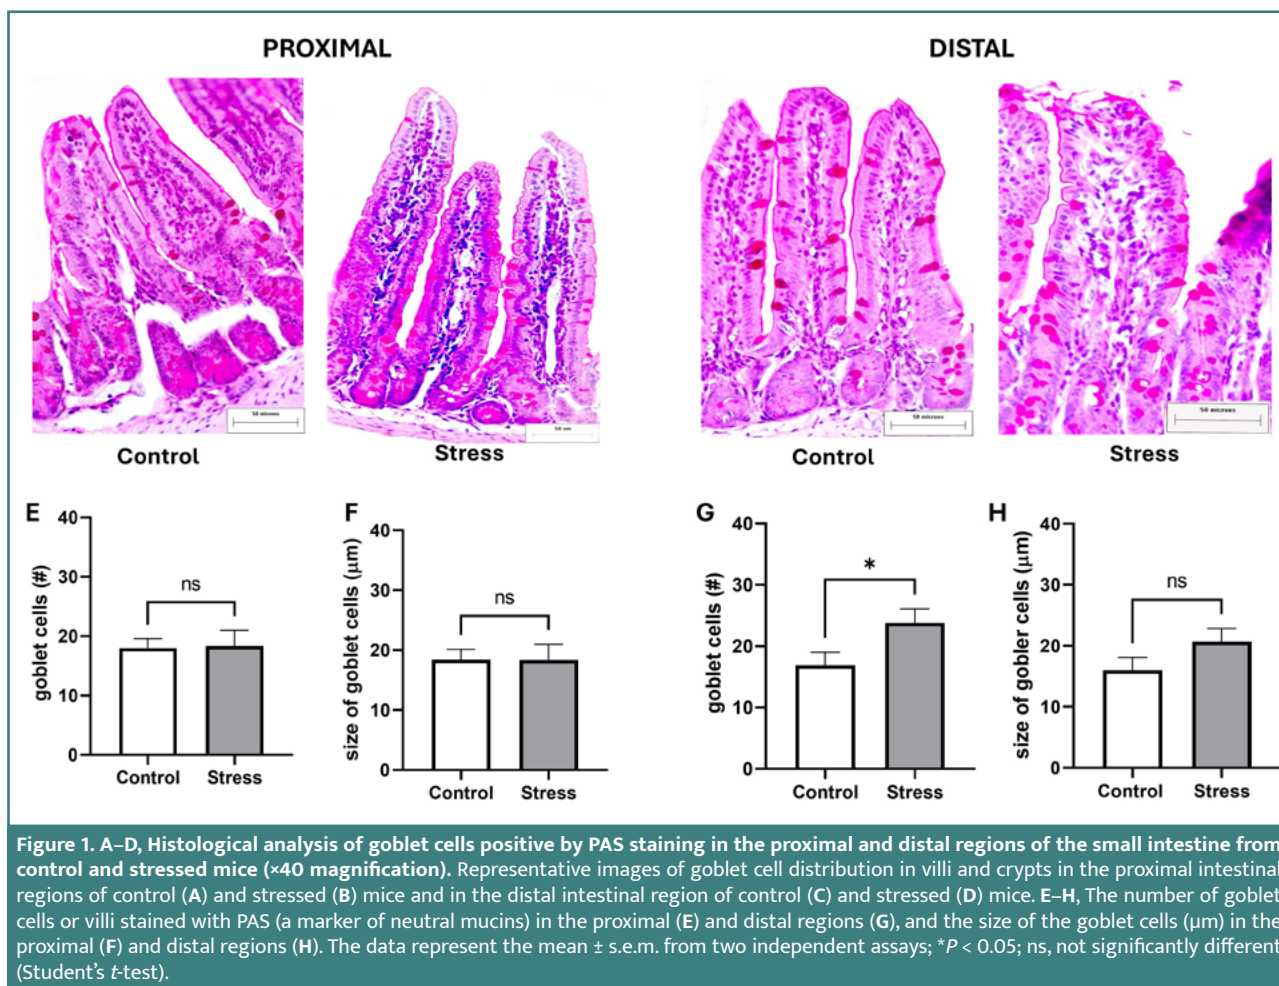 PROXIMAL
DISTAL
50 microns
50 um
50 microns
50 microns
Control
Stress
Control
Stress
E
goblet cells (#)
40
30
20
10
0
ns
Control
Stress
F
size of goblet cells (μm)
40
30
20
10
0
ns
Control
Stress
G
goblet cells (#)
40
30
20
10
0
*
Control
Stress
H
size of gobler cells (μm)
40
30
20
10
0
ns
Control
Stress
Figure 1. A–D, Histological analysis of goblet cells positive by PAS staining in the proximal and distal regions of the small intestine from
control and stressed mice (×40 magnification). Representative images of goblet cell distribution in villi and crypts in the proximal intestinal
regions of control (A) and stressed (B) mice and in the distal intestinal region of control (C) and stressed (D) mice. E–H, The number of goblet
cells or villi stained with PAS (a marker of neutral mucins) in the proximal (E) and distal regions (G), and the size of the goblet cells (μm) in the
proximal (F) and distal regions (H). The data represent the mean ± s.e.m. from two independent assays; *P < 0.05; ns, not significantly different
(Student's t-test).